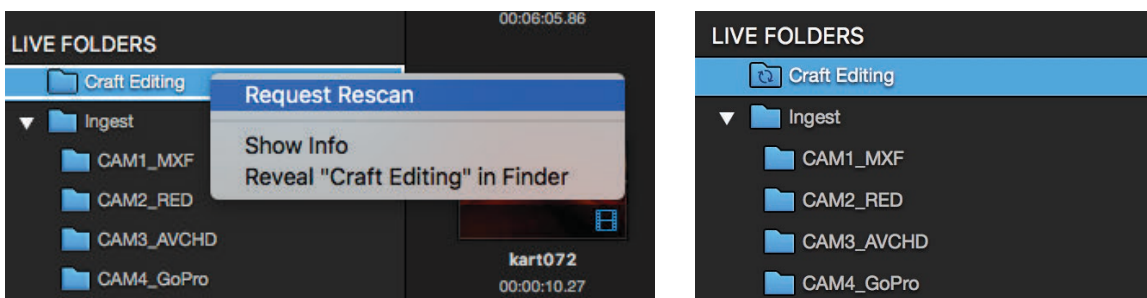 00:06:05.86
LIVE FOLDERS
Craft Editing
Request Rescan
Ingest
Show Info
CAM1_MXF
Reveal "Craft Editing" in Finder
CAM2_RED
CAM3_AVCHD
kart072
CAM4_GoPro
00:00:10.27
LIVE FOLDERS
Craft Editing
Ingest
CAM1_MXF
CAM2_RED
CAM3_AVCHD
CAM4_GoPro